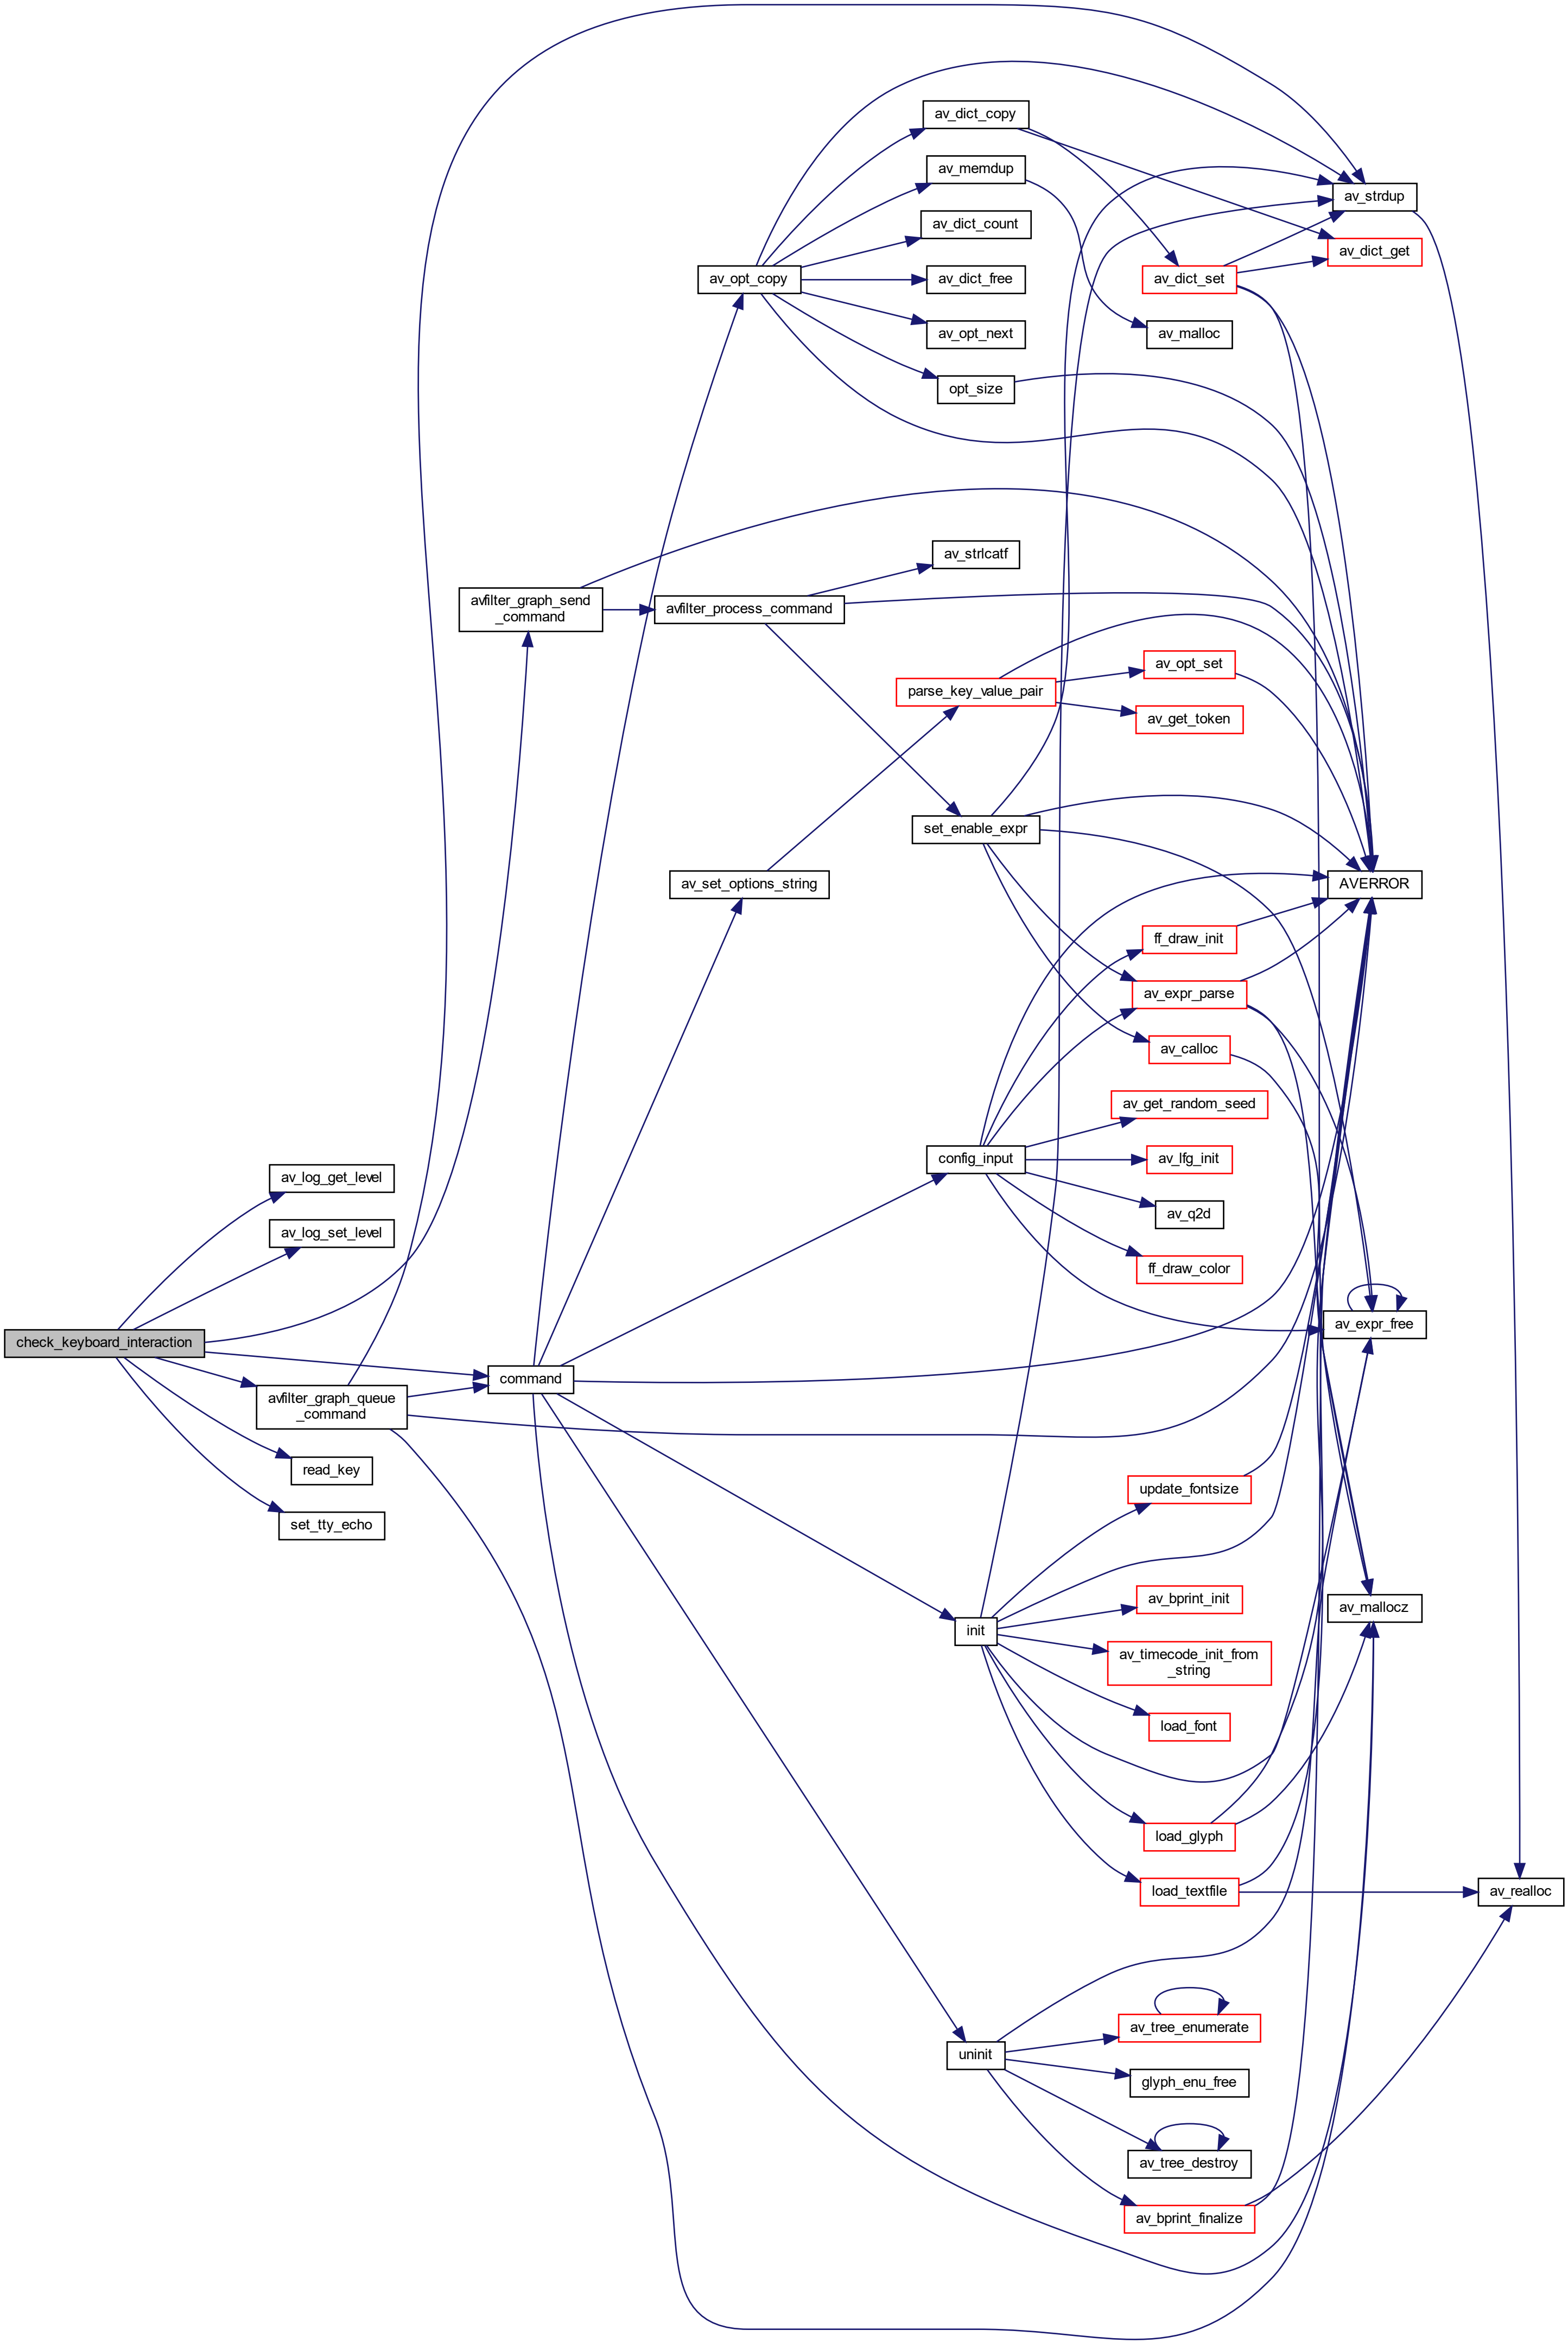 av_dict_copy
av_memdup
av_strdup
av_dict_count
av_dict_get
av_opt_copy
av_dict_free
av_dict_set
av_opt_next
av_malloc
opt_size
av_strlcatf
avfilter_graph_send
_command
avfilter_process_command
av_opt_set
parse_key_value_pair
av_get_token
set_enable_expr
av_set_options_string
AVERROR
ff_draw_init
av_expr_parse
av_calloc
av_get_random_seed
config_input
av_lfg_init
av_log_get_level
av_q2d
av_log_set_level
ff_draw_color
av_expr_free
check_keyboard_interaction
command
avfilter_graph_queue
_command
read_key
update_fontsize
set_tty_echo
av_bprint_init
av_mallocz
init
av_timecode_init_from
_string
load_font
load_glyph
load_textfile
av_realloc
av_tree_enumerate
uninit
glyph_enu_free
av_tree_destroy
av_bprint_finalize